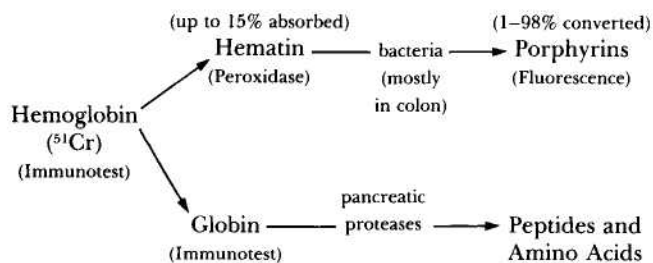 (up to 15% absorbed)
Hematin
(Peroxidase)
bacteria
(mostly
in colon)
(1–98% converted)
Porphyrins
(Fluorescence)
Hemoglobin
(⁵¹Cr)
(Immunotest)
Globin
(Immunotest)
pancreatic
proteases
Peptides and
Amino Acids